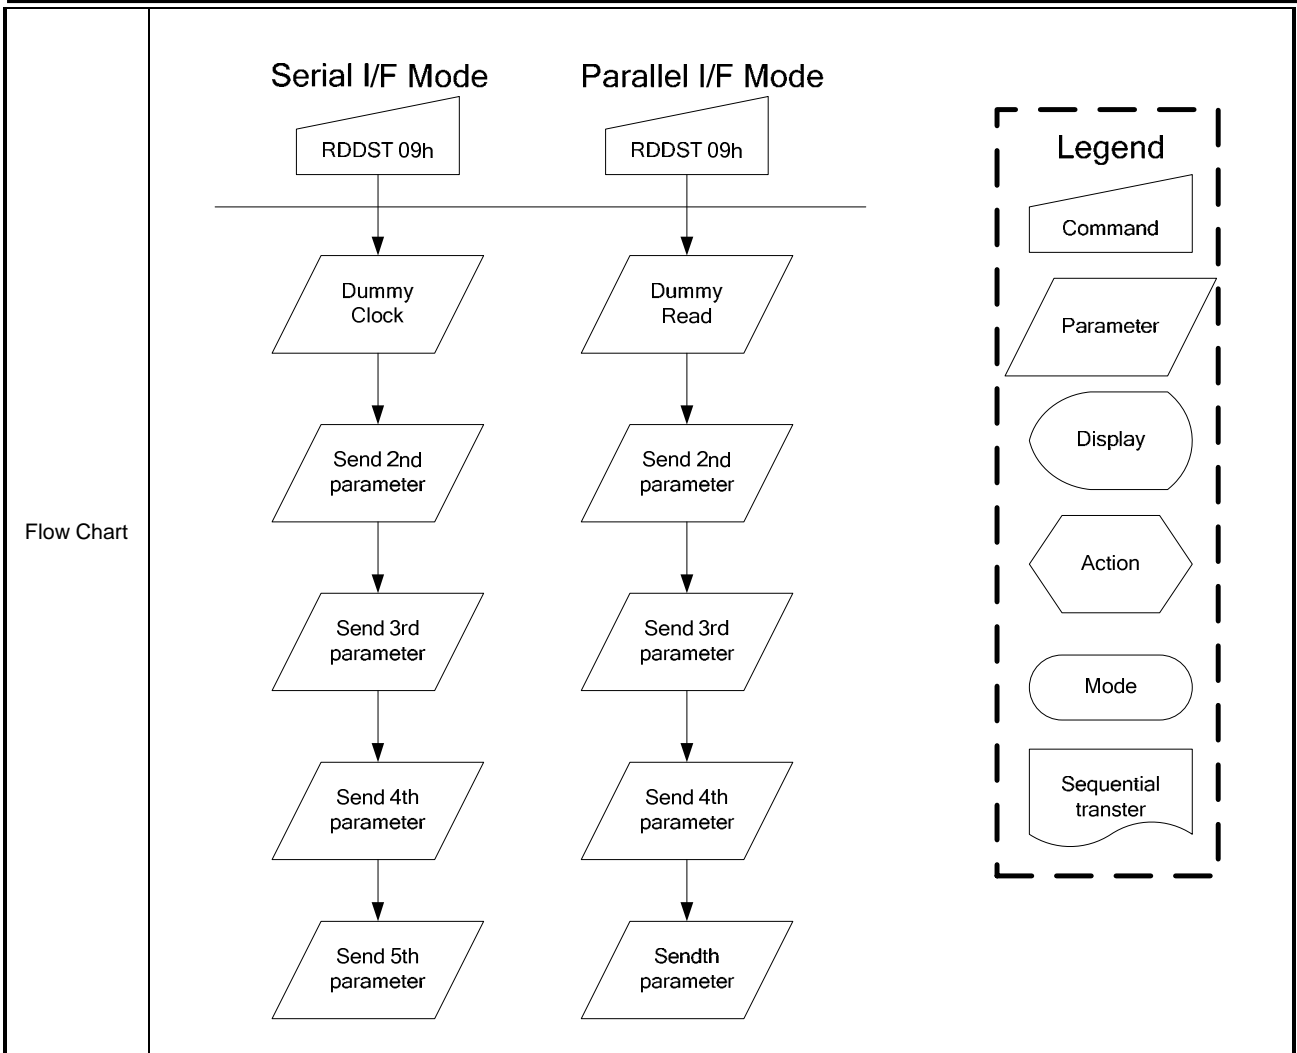 Flow Chart
Serial I/F Mode
RDDST 09h
Dummy
Clock
Send 2nd
parameter
Send 3rd
parameter
Send 4th
parameter
Send 5th
parameter
Parallel I/F Mode
RDDST 09h
Dummy
Read
Send 2nd
parameter
Send 3rd
parameter
Send 4th
parameter
Sendth
parameter
Legend
Command
Parameter
Display
Action
Mode
Sequential
transter